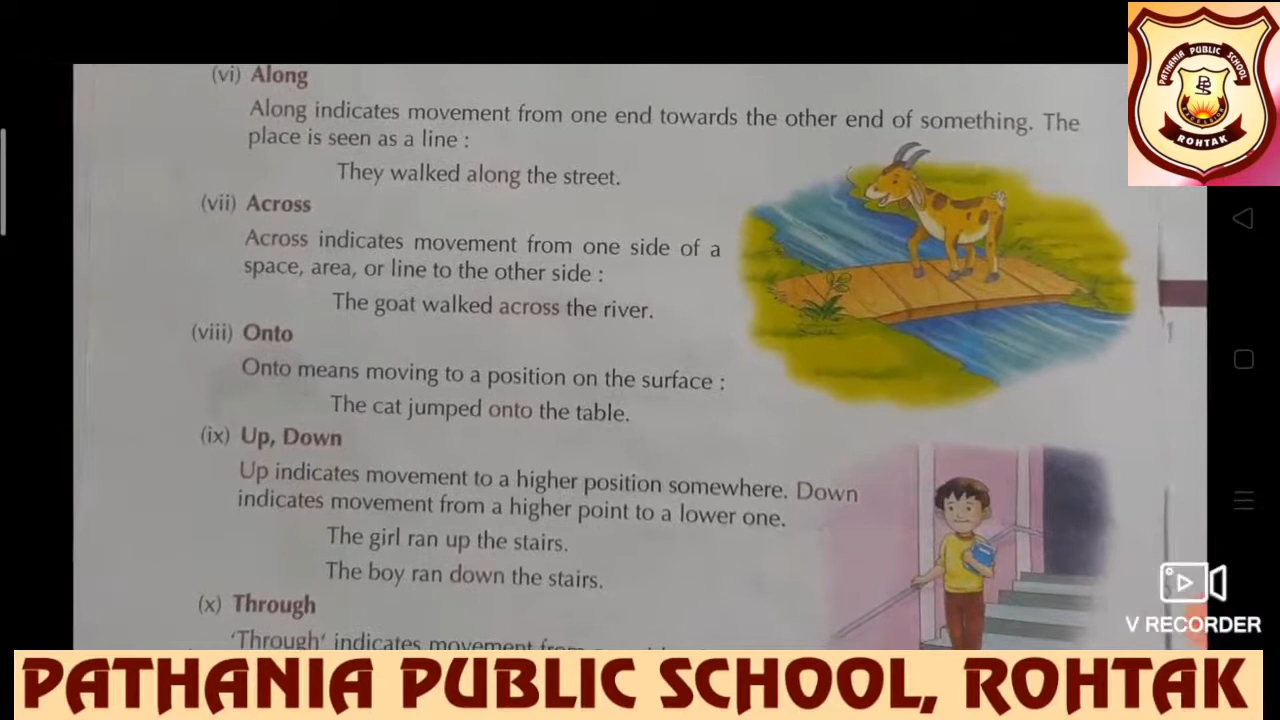 (vi) Along
Along indicates movement from one end towards the other end of something. The
place is seen as a line :
They walked along the street.
(vii) Across
Across indicates movement from one side of a
space, area, or line to the other side :
The goat walked across the river.
(viii) Onto
Onto means moving to a position on the surface :
The cat jumped onto the table.
(ix) Up, Down
Up indicates movement to a higher position somewhere. Down
indicates movement from a higher point to a lower one.
The girl ran up the stairs.
The boy ran down the stairs.
(x) Through
'Through' indicates movement from
PATHANIA PUBLIC SCHOOL
ROHTAK
V RECORDER
PATHANIA PUBLIC SCHOOL, ROHTAK